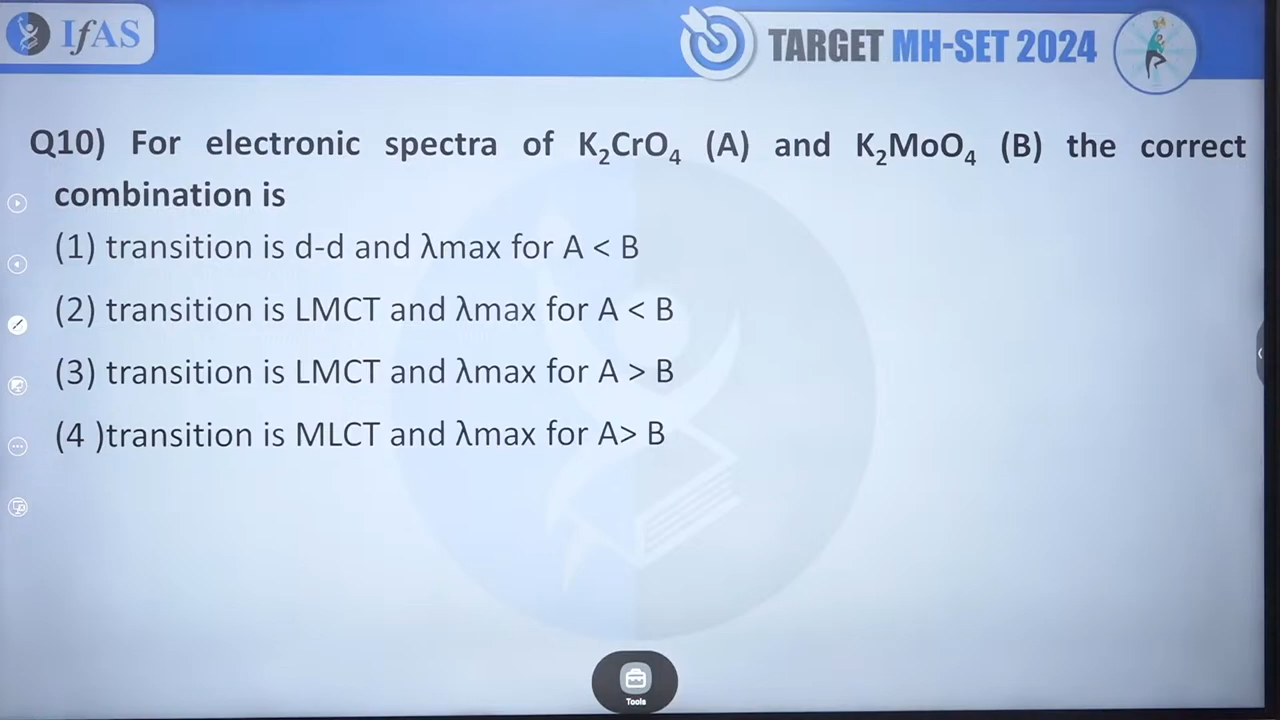 IfAS
TARGET MH-SET 2024
Q10) For electronic spectra of K₂CrO₄ (A) and K₂MoO₄ (B) the correct
combination is
(1) transition is d-d and λmax for A < B
(2) transition is LMCT and λmax for A < B
(3) transition is LMCT and λmax for A > B
(4 )transition is MLCT and λmax for A> B
Tools